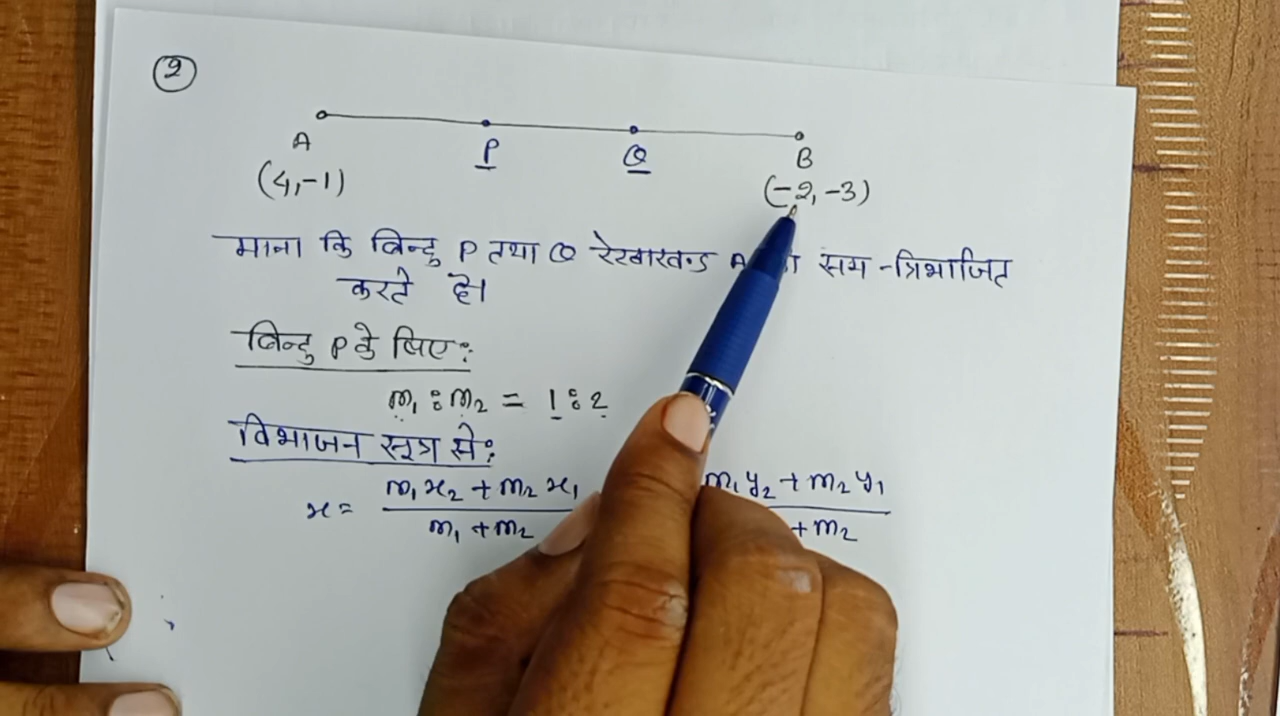 2
A P Q B
(4,-1) (-2, -3)
माना कि बिन्दु P तथा Q रेखाखण्ड A सम-त्रिभाजित
करते है।
बिन्दु P के लिए:
m₁ : m₂ = 1 : 2
विभाजन सूत्र से:
x = (m₁x₂ + m₂x₁)/(m₁ + m₂) (m₁y₂ + m₂y₁)/(+ m₂)